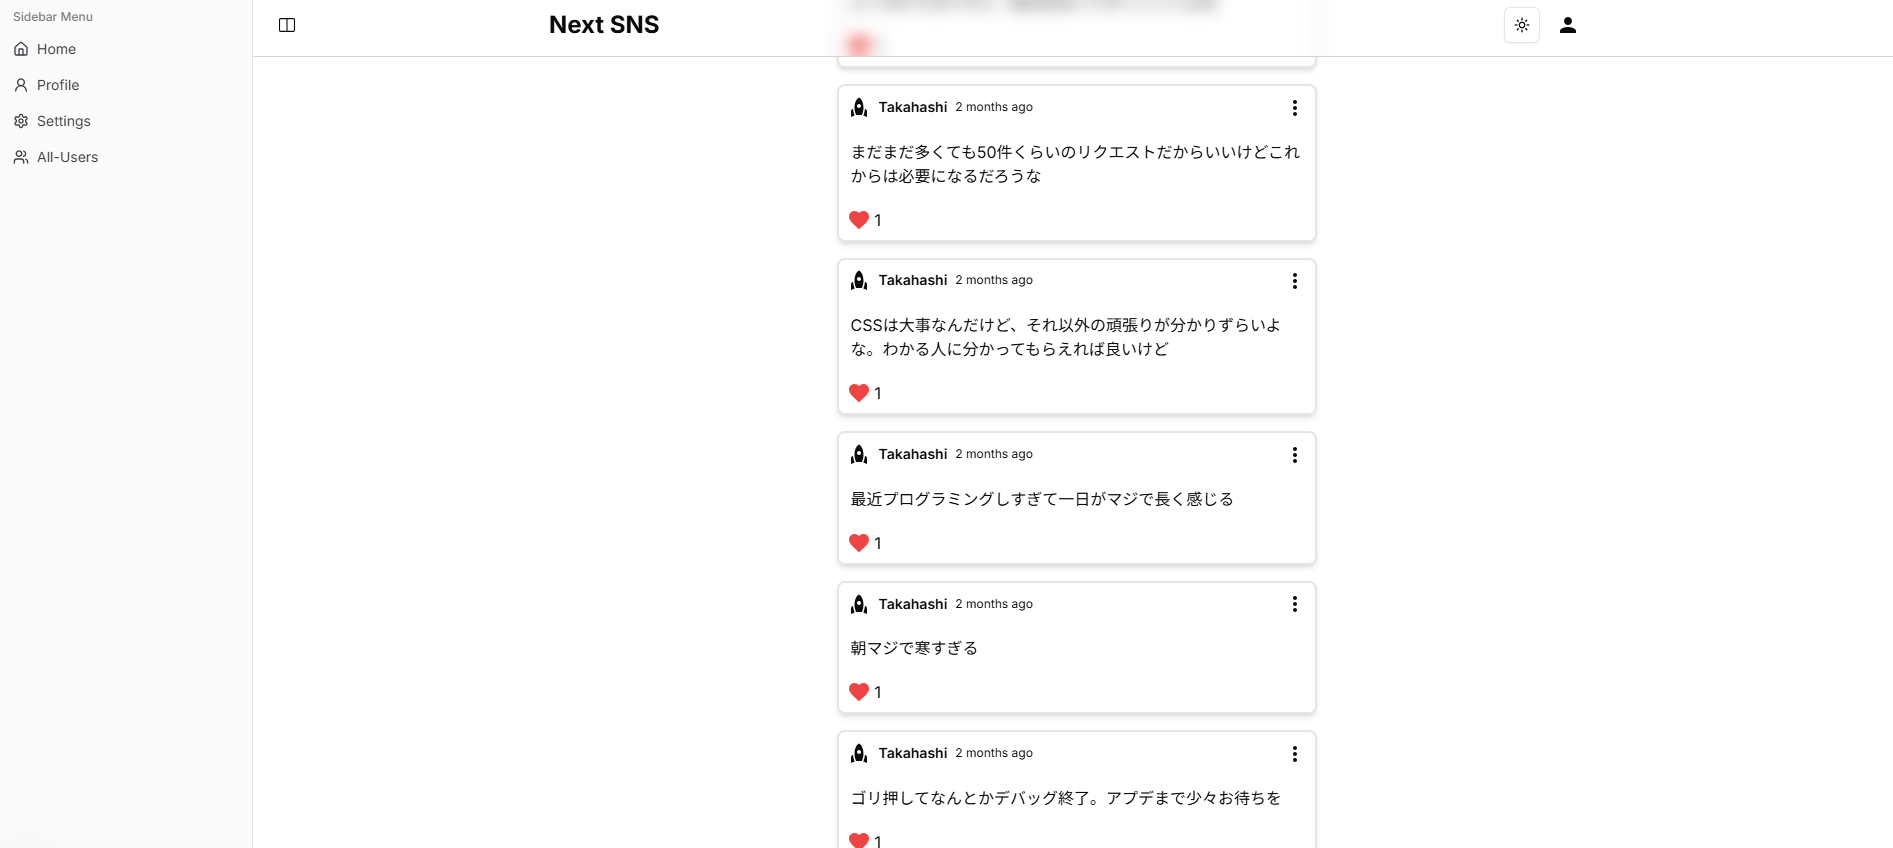 Sidebar Menu
Home
Profile
Settings
All-Users
Next SNS
Takahashi 2 months ago
まだまだ多くても50件くらいのリクエストだからいいけどこれ
からは必要になるだろうな
1
Takahashi 2 months ago
CSSは大事なんだけど、それ以外の頑張りが分かりずらいよ
な。わかる人に分かってもらえれば良いけど
1
Takahashi 2 months ago
最近プログラミングしすぎて一日がマジで長く感じる
1
Takahashi 2 months ago
朝マジで寒すぎる
1
Takahashi 2 months ago
ゴリ押してなんとかデバッグ終了。アプデまで少々お待ちを
1